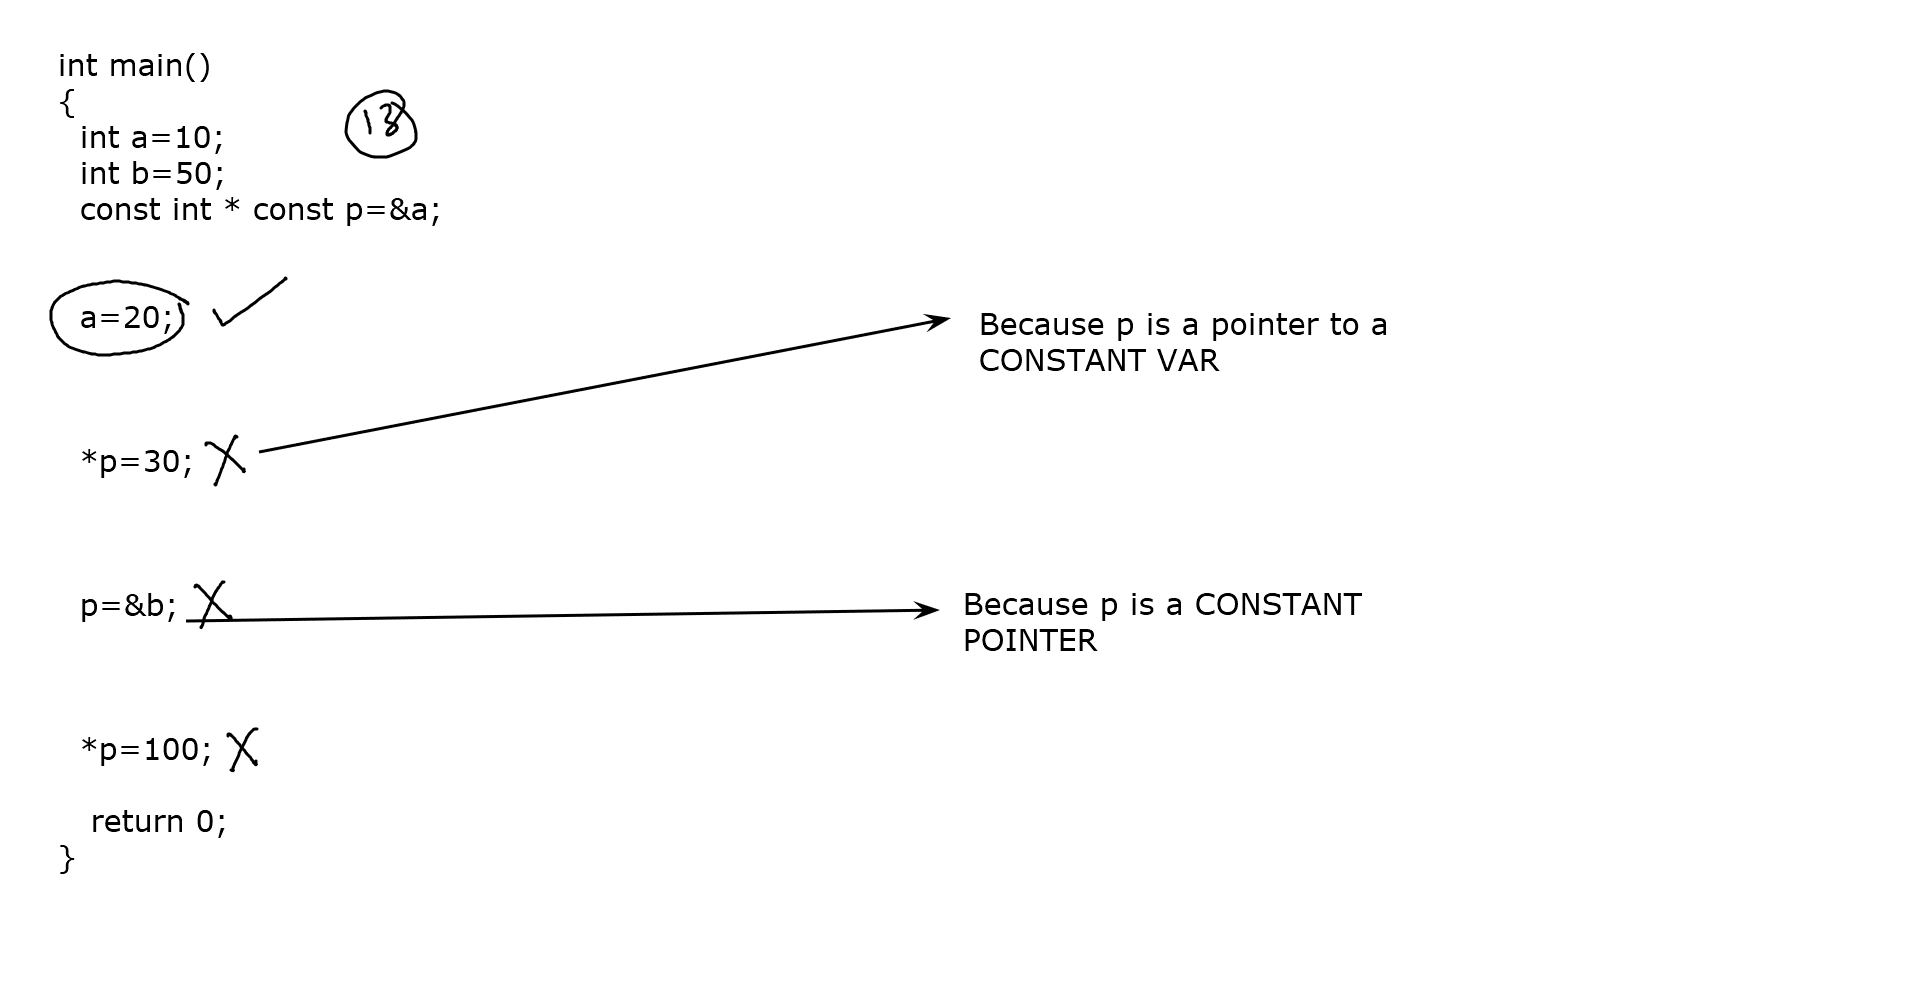 int main()
{
int a=10;
int b=50;
const int * const p=&a;
a=20;
Because p is a pointer to a
CONSTANT VAR
*p=30;
p=&b;
Because p is a CONSTANT
POINTER
*p=100;
return 0;
}